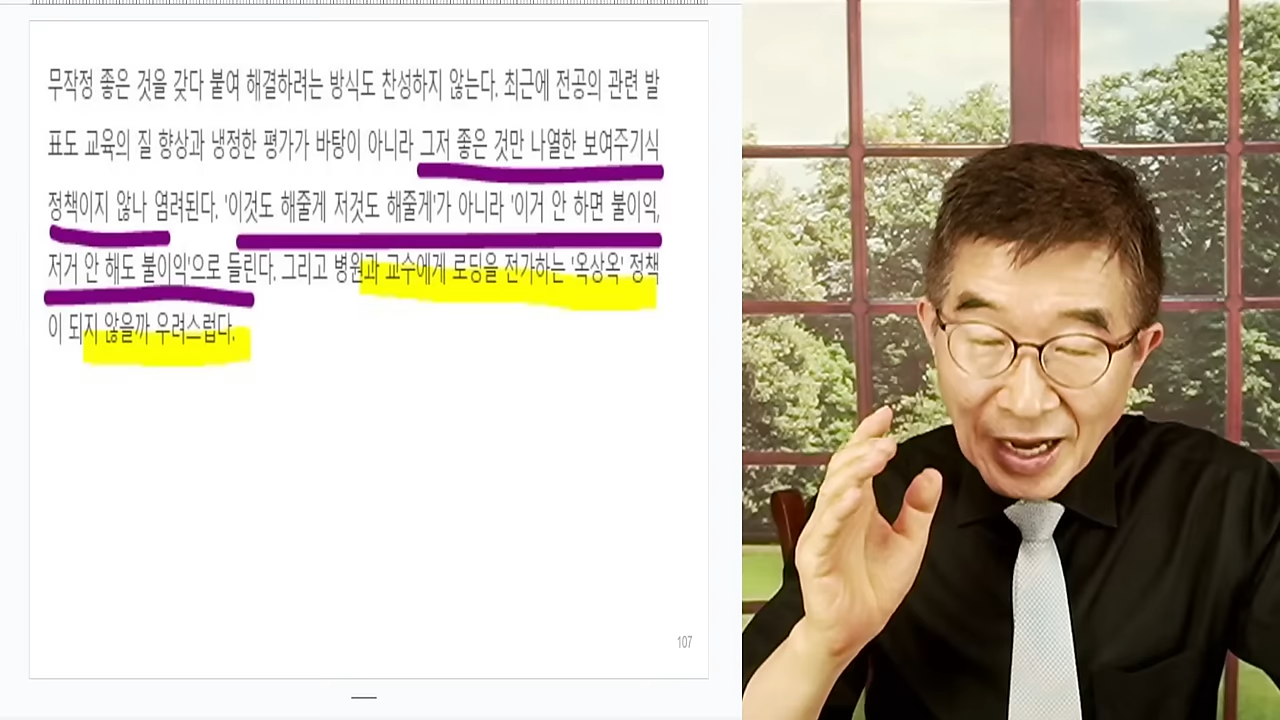 무작정 좋은 것을 갖다 붙여 해결하려는 방식도 찬성하지 않는다. 최근에 전공의 관련 발
표도 교육의 질 향상과 냉정한 평가가 바탕이 아니라 그저 좋은 것만 나열한 보여주기식
정책이지 않나 염려된다. '이것도 해줄게 저것도 해줄게'가 아니라 '이거 안 하면 불이익,
저거 안 해도 불이익'으로 들린다. 그리고 병원과 교수에게 로딩을 전가하는 '옥상옥' 정책
이 되지 않을까 우려스럽다.
107